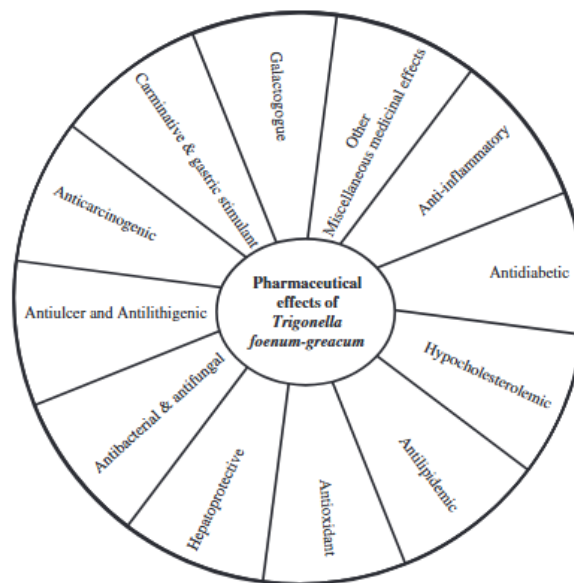 Galactogogue
Other
Miscellaneous medicinal effects
Anti-inflammatory
Antidiabetic
Hypocholesterolemic
Antilipidemic
Antioxidant
Hepatoprotective
Antibacterial & antifungal
Antiulcer and Antilithigenic
Anticarcinogenic
Carminative & gastric stimulant
Pharmaceutical
effects of
Trigonella
foenum-greacum